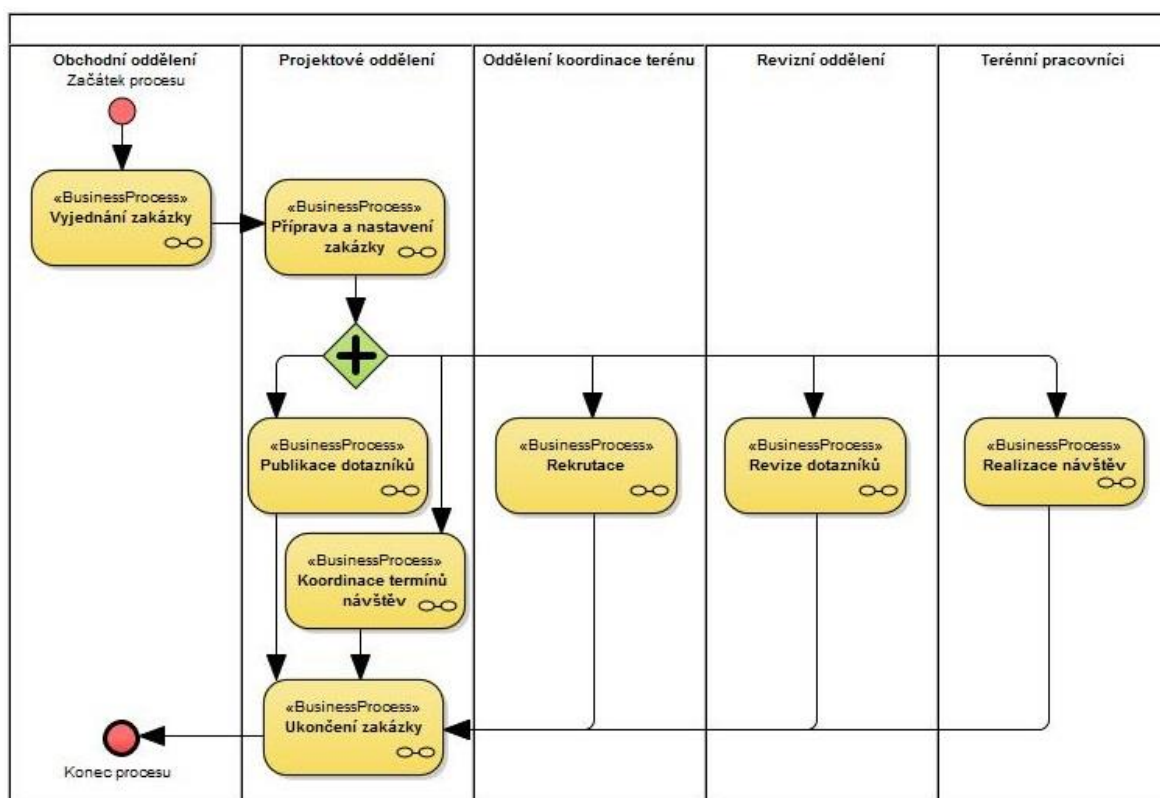 Obchodní oddělení
Projektové oddělení
Oddělení koordinace terénu
Revizní oddělení
Terénní pracovníci
Začátek procesu
«BusinessProcess»
Vyjednání zakázky
«BusinessProcess»
Příprava a nastavení
zakázky
«BusinessProcess»
Publikace dotazníků
«BusinessProcess»
Rekrutace
«BusinessProcess»
Revize dotazníků
«BusinessProcess»
Realizace návštěv
«BusinessProcess»
Koordinace termínů
návštěv
«BusinessProcess»
Ukončení zakázky
Konec procesu